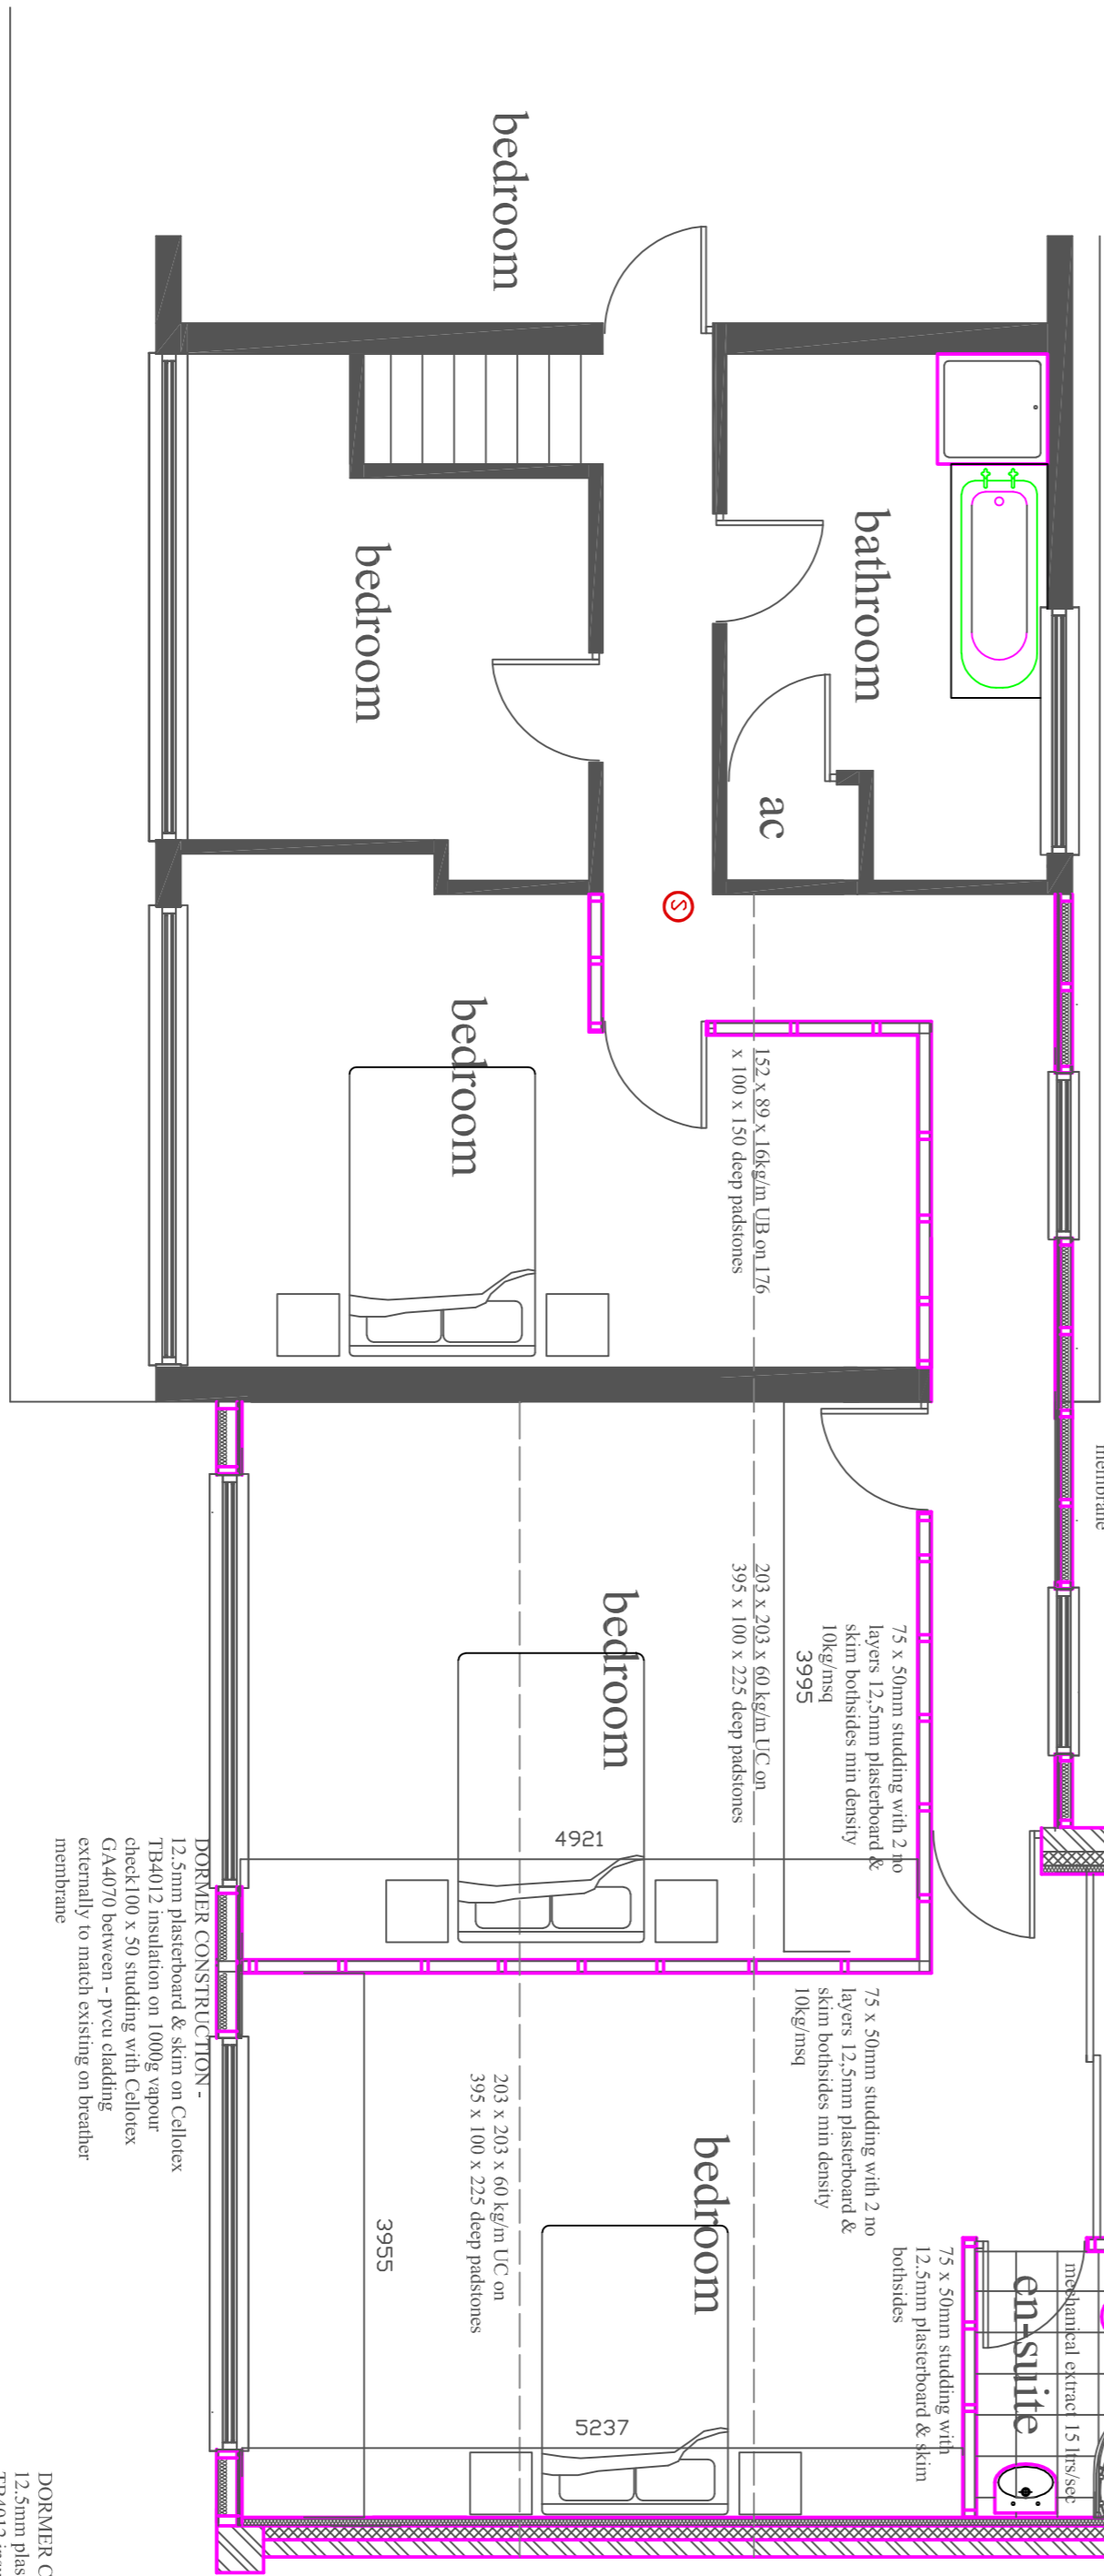 bedroom
bathroom
bedroom
ac
S
bedroom
152 x 89 x 16kg/m UB on 176
x 100 x 150 deep padstones
membrane
bedroom
203 x 203 x 60 kg/m UC on
395 x 100 x 225 deep padstones
75 x 50mm studding with 2 no
layers 12,5mm plasterboard &
skim bothsides min density
10kg/msq
3995
4921
DORMER CONSTRUCTION -
12.5mm plasterboard & skim on Cellotex
TB4012 insulation on 1000g vapour
check100 x 50 studding with Cellotex
GA4070 between - pvcu cladding
externally to match existing on breather
membrane
75 x 50mm studding with 2 no
layers 12,5mm plasterboard &
skim bothsides min density
10kg/msq
203 x 203 x 60 kg/m UC on
395 x 100 x 225 deep padstones
bedroom
3955
5237
75 x 50mm studding with
12.5mm plasterboard & skim
bothsides
mechanical extract 15 ltrs/sec
en-suite
DORMER C
12.5mm plas